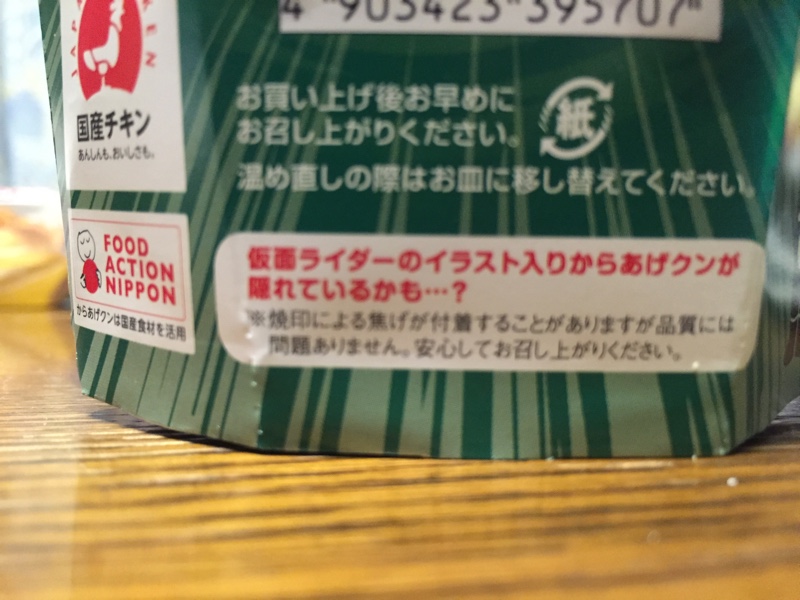 4 903423 395707
国産チキン
あんしんも、おいしさも。
お買い上げ後お早めに
お召し上がりください。
紙
温め直しの際はお皿に移し替えてください。
FOOD
ACTION
NIPPON
からあげクンは国産食材を活用
仮面ライダーのイラスト入りからあげクンが
隠れているかも…?
※焼印による焦げが付着することがありますが品質には
問題ありません。安心してお召し上がりください。